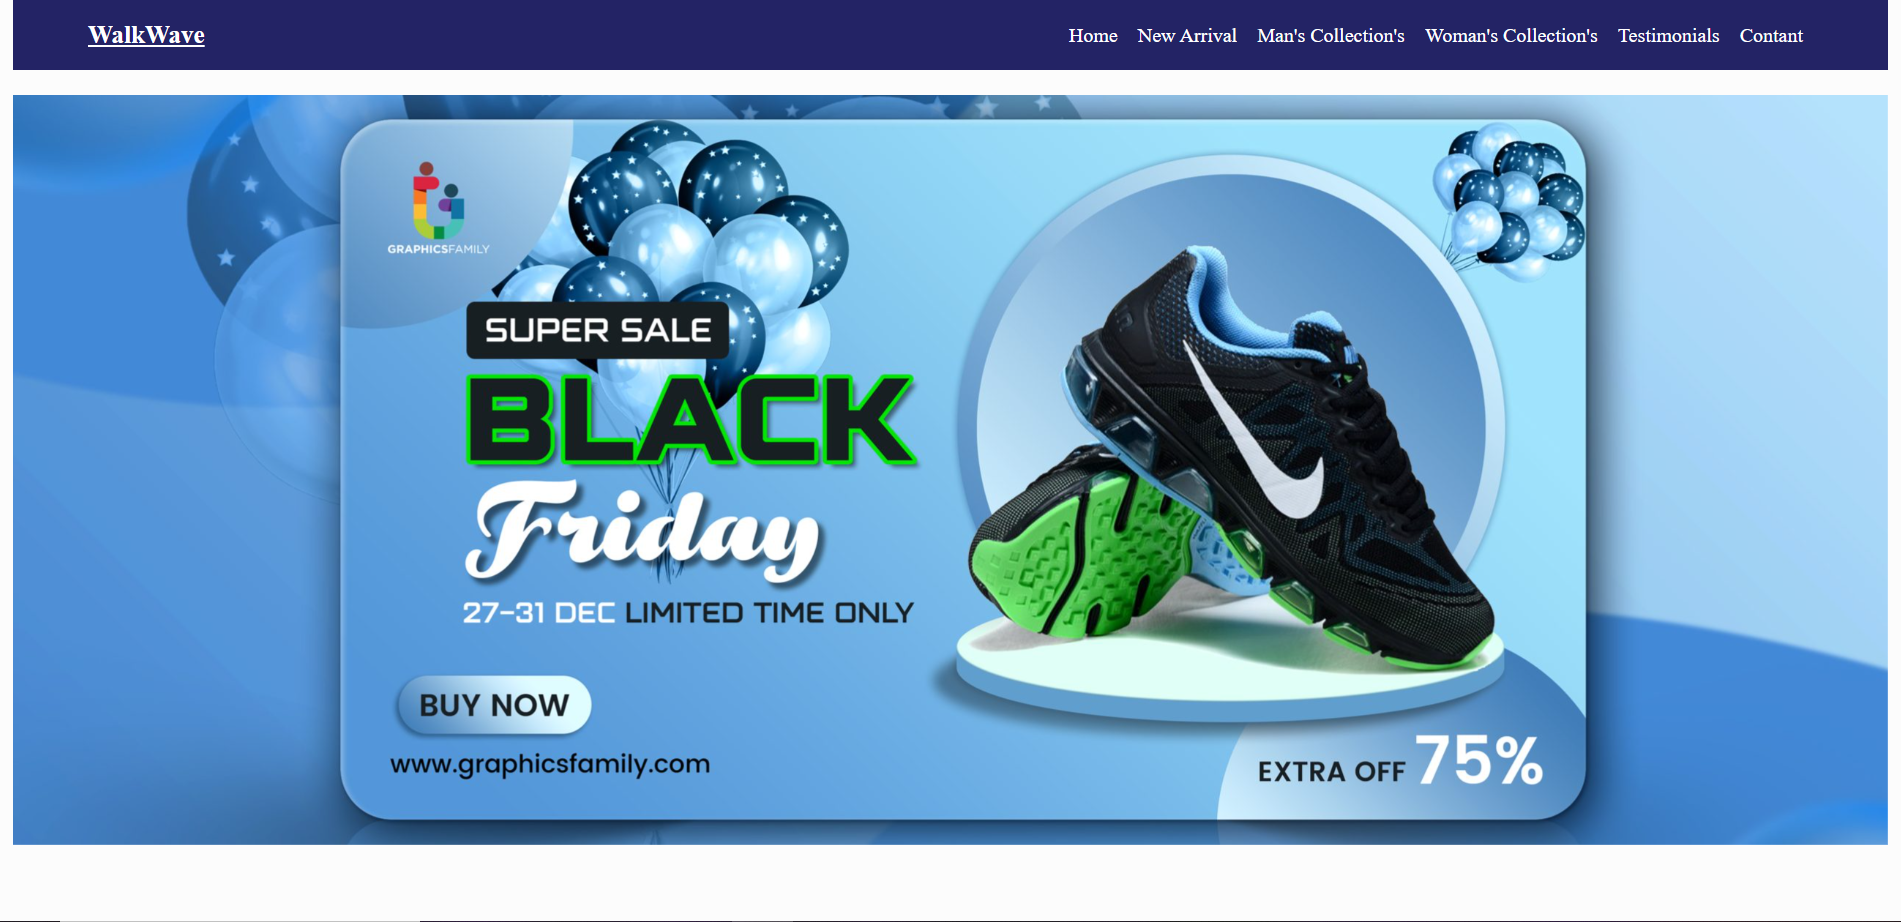 WalkWave
Home New Arrival Man's Collection's Woman's Collection's Testimonials Contant
GRAPHICSFAMILY
SUPER SALE
BLACK
Friday
27-31 DEC LIMITED TIME ONLY
BUY NOW
www.graphicsfamily.com
EXTRA OFF 75%